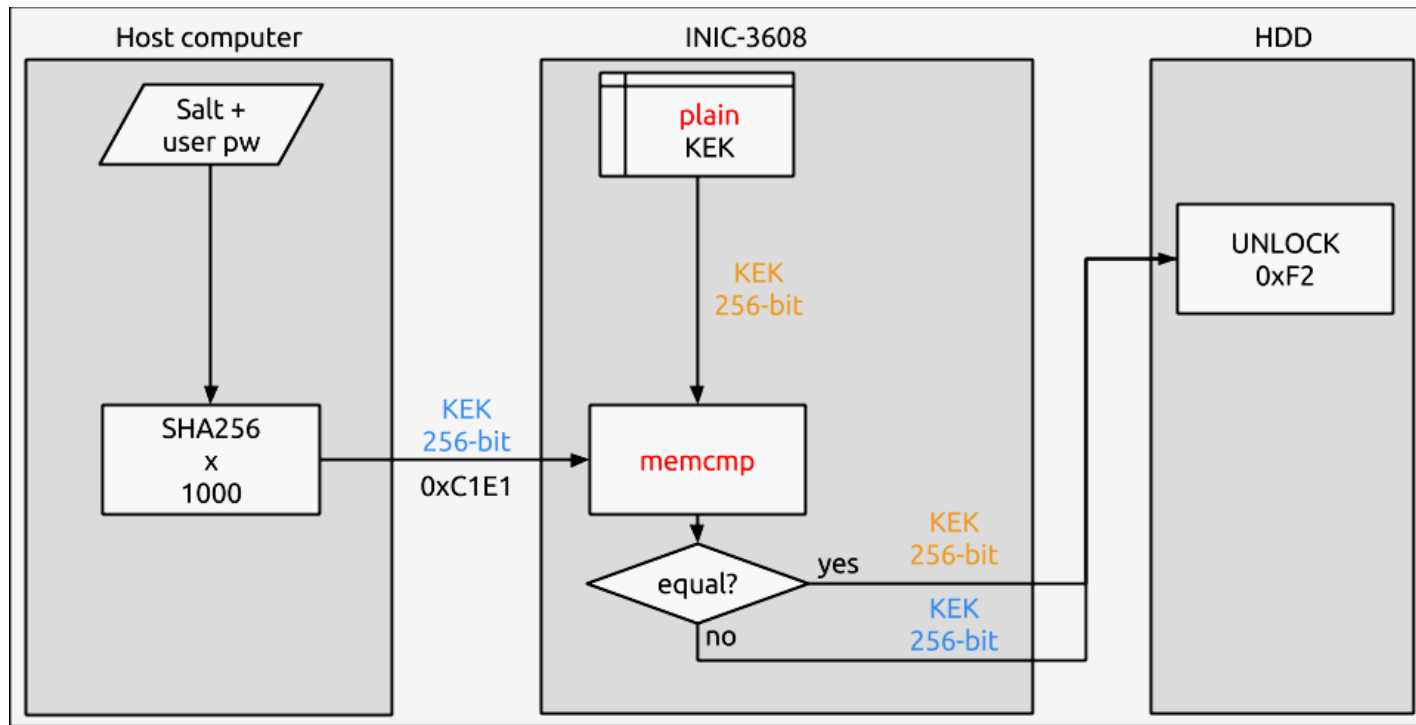 Host computer
INIC-3608
HDD
Salt +
user pw
plain
KEK
UNLOCK
0xF2
KEK
256-bit
SHA256
x
1000
KEK
256-bit
0xC1E1
memcmp
KEK
256-bit
equal?
yes
no
KEK
256-bit